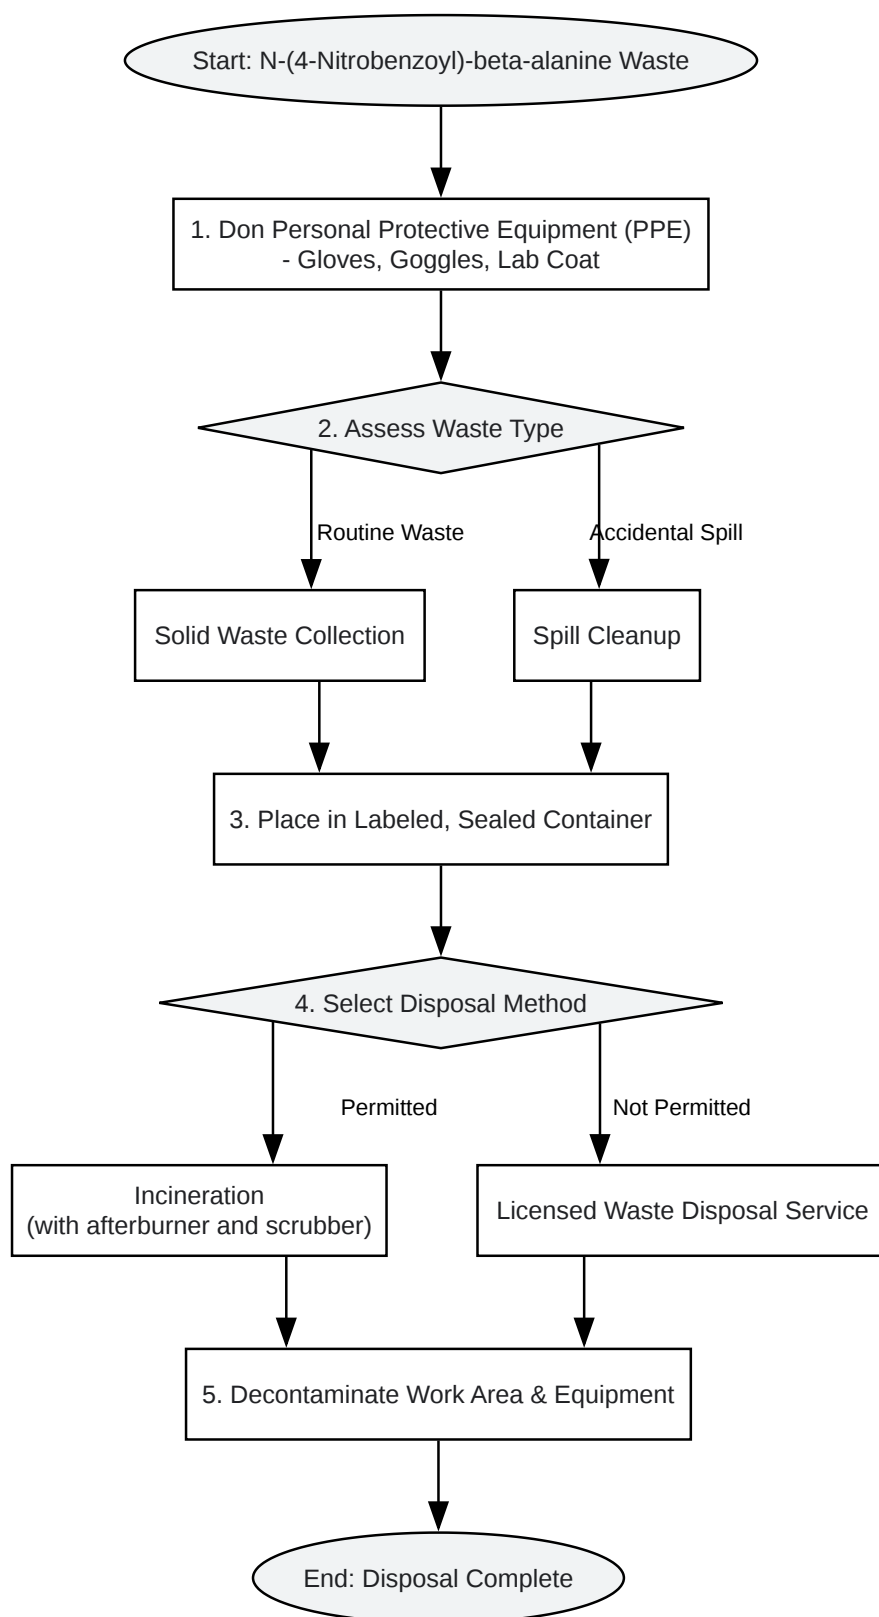 Start: N-(4-Nitrobenzoyl)-beta-alanine Waste
1. Don Personal Protective Equipment (PPE)
- Gloves, Goggles, Lab Coat
2. Assess Waste Type
Routine Waste
Accidental Spill
Solid Waste Collection
Spill Cleanup
3. Place in Labeled, Sealed Container
4. Select Disposal Method
Permitted
Not Permitted
Incineration
(with afterburner and scrubber)
Licensed Waste Disposal Service
5. Decontaminate Work Area & Equipment
End: Disposal Complete